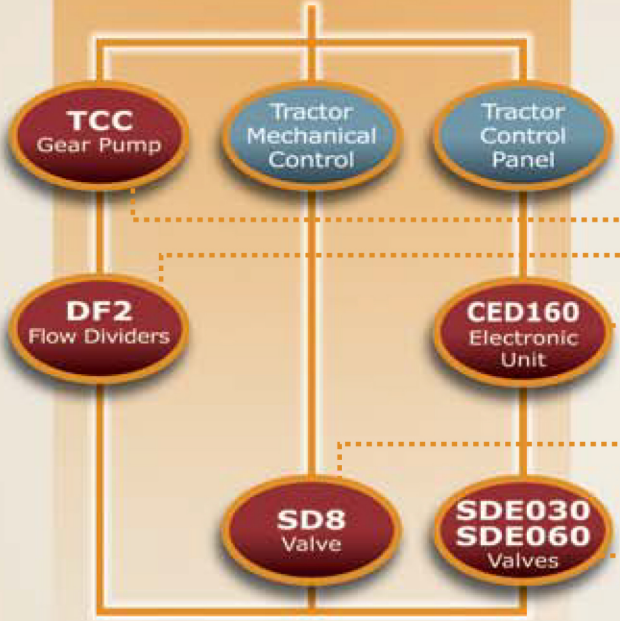 TCC
Gear Pump
Tractor
Mechanical
Control
Tractor
Control
Panel
DF2
Flow Dividers
CED160
Electronic
Unit
SD8
Valve
SDE030
SDE060
Valves